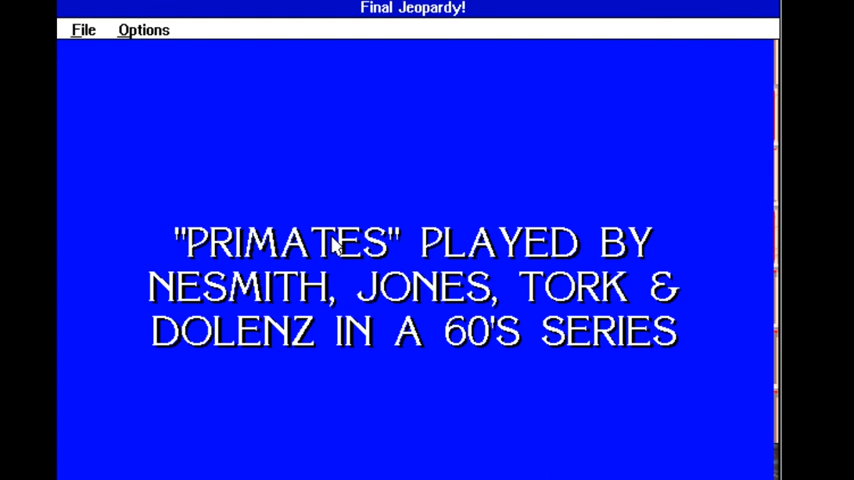 Final Jeopardy!
File Options
"PRIMATES" PLAYED BY
NESMITH, JONES, TORK &
DOLENZ IN A 60'S SERIES